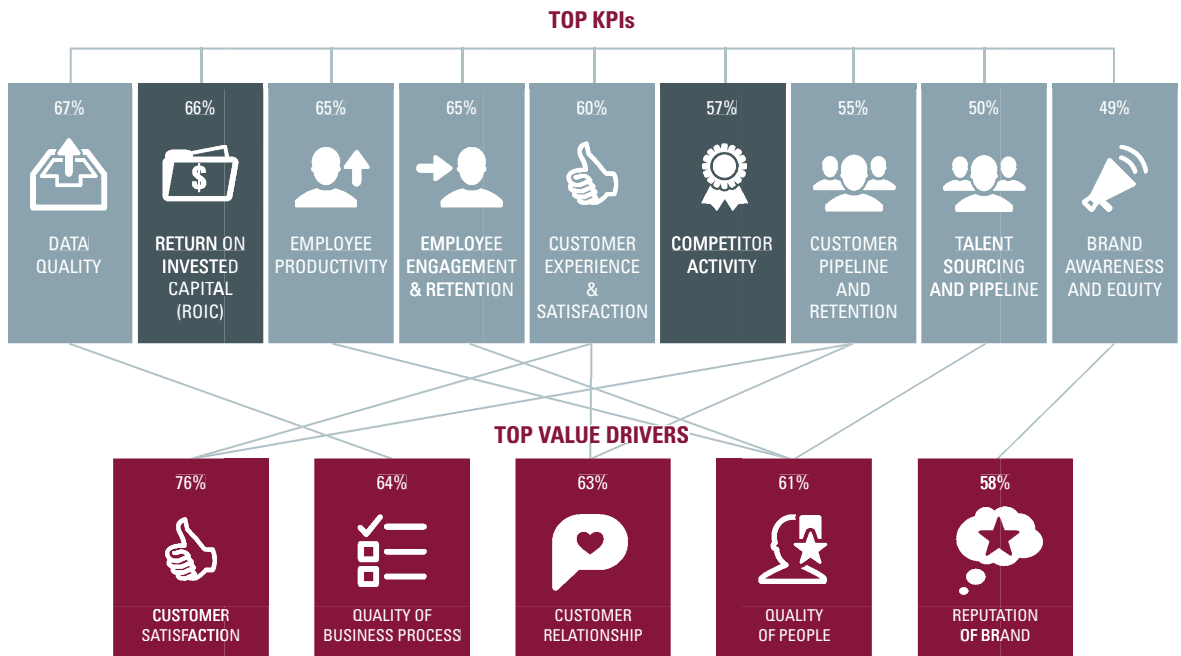 TOP KPIs
67%
DATA
QUALITY
66%
$
RETURN ON
INVESTED
CAPITAL
(ROIC)
65%
EMPLOYEE
PRODUCTIVITY
65%
EMPLOYEE
ENGAGEMENT
& RETENTION
60%
CUSTOMER
EXPERIENCE
&
SATISFACTION
57%
COMPETITOR
ACTIVITY
55%
CUSTOMER
PIPELINE
AND
RETENTION
50%
TALENT
SOURCING
AND PIPELINE
49%
BRAND
AWARENESS
AND EQUITY
TOP VALUE DRIVERS
76%
CUSTOMER
SATISFACTION
64%
QUALITY OF
BUSINESS PROCESS
63%
CUSTOMER
RELATIONSHIP
61%
QUALITY
OF PEOPLE
58%
REPUTATION
OF BRAND